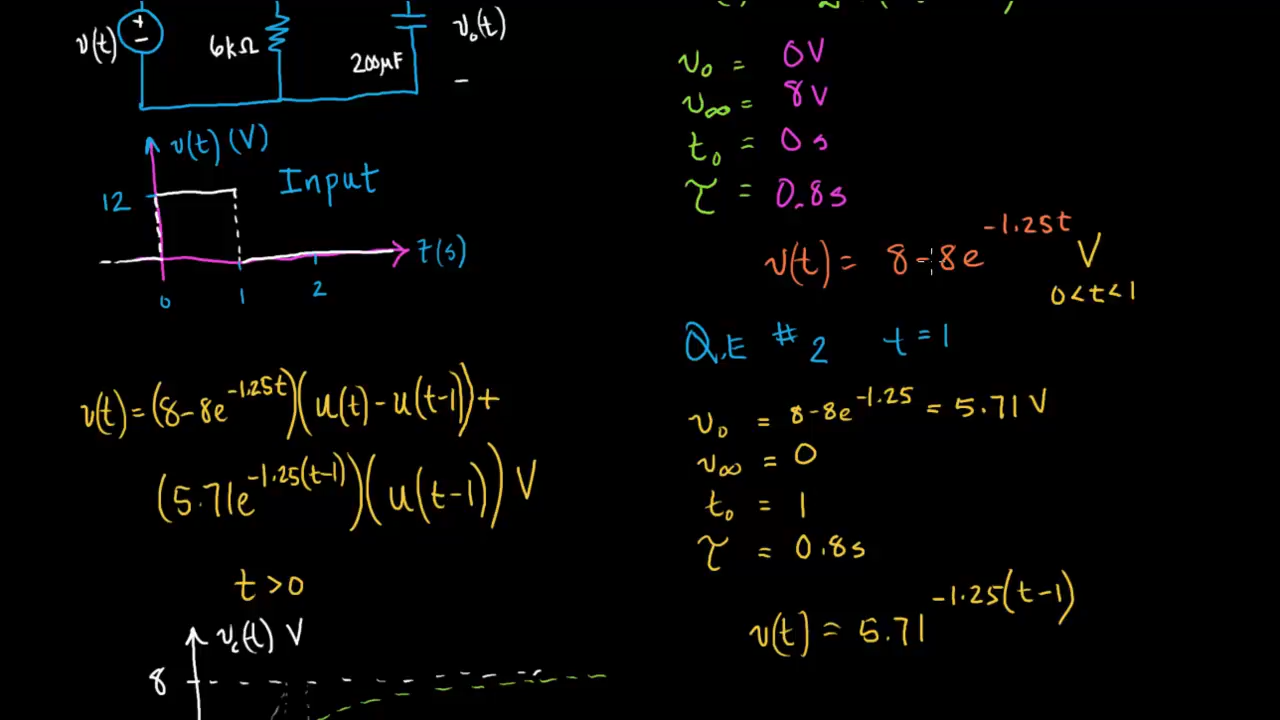 v(t)
6kΩ
200μF
v₀(t)
−
v(t) (V)
12
Input
t(s)
0
1
2
v(t) = (8-8e^-1.25t)(u(t) - u(t-1)) +
(5.71e^-1.25(t-1))(u(t-1)) V
t > 0
v_c(t) V
8
v₀ = 0V
v∞ = 8V
t₀ = 0s
τ = 0.8s
v(t) = 8-8e^-1.25t V
0<t<1
Q.E #2 t=1
v₀ = 8-8e^-1.25 = 5.71 V
v∞ = 0
t₀ = 1
τ = 0.8s
v(t) = 5.71^-1.25(t-1)